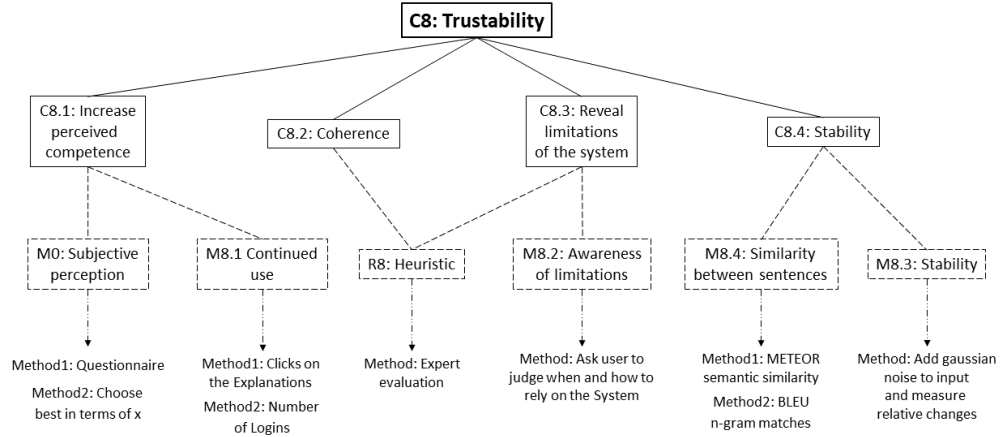 C8: Trustability
C8.1: Increase
perceived
competence
C8.2: Coherence
C8.3: Reveal
limitations
of the system
C8.4: Stability
M0: Subjective
perception
M8.1 Continued
use
R8: Heuristic
M8.2: Awareness
of limitations
M8.4: Similarity
between sentences
M8.3: Stability
Method1: Questionnaire
Method2: Choose
best in terms of x
Method1: Clicks on
the Explanations
Method2: Number
of Logins
Method: Expert
evaluation
Method: Ask user to
judge when and how to
rely on the System
Method1: METEOR
semantic similarity
Method2: BLEU
n-gram matches
Method: Add gaussian
noise to input
and measure
relative changes